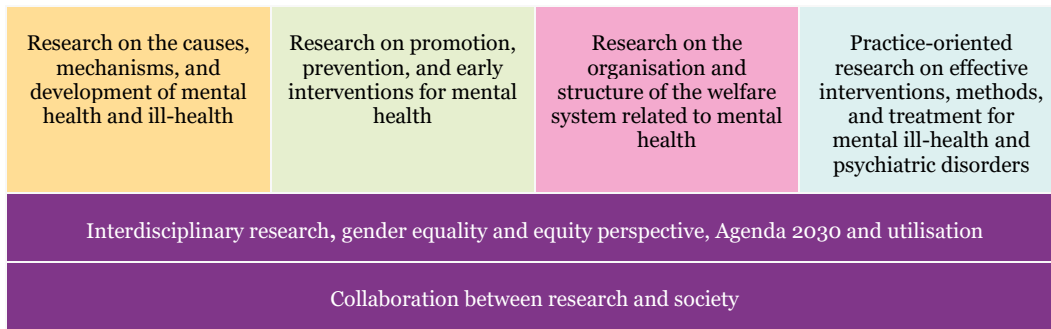 Research on the causes,
mechanisms, and
development of mental
health and ill-health
Research on promotion,
prevention, and early
interventions for mental
health
Research on the
organisation and
structure of the welfare
system related to mental
health
Practice-oriented
research on effective
interventions, methods,
and treatment for
mental ill-health and
psychiatric disorders
Interdisciplinary research, gender equality and equity perspective, Agenda 2030 and utilisation
Collaboration between research and society